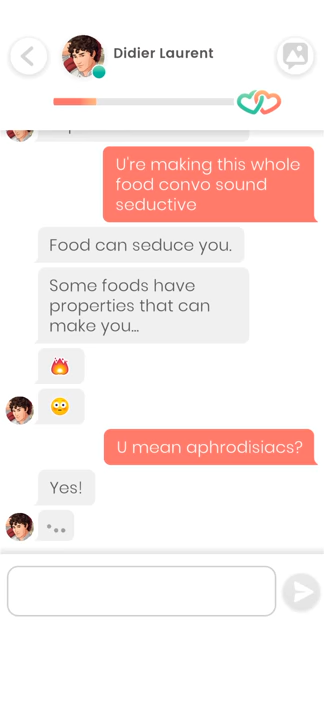 Didier Laurent
U're making this whole
food convo sound
seductive
Food can seduce you.
Some foods have
properties that can
make you...
U mean aphrodisiacs?
Yes!